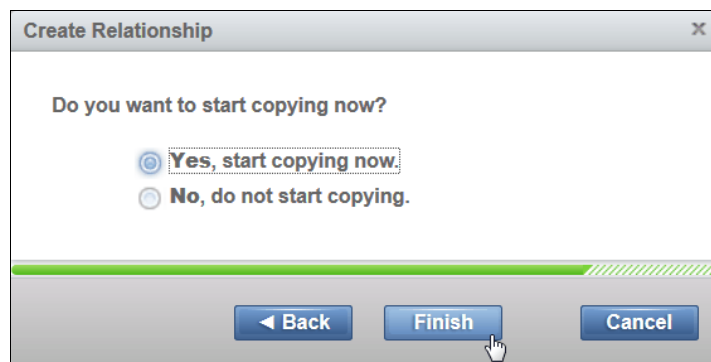 Create Relationship
Do you want to start copying now?
Yes, start copying now.
No, do not start copying.
Back
Finish
Cancel